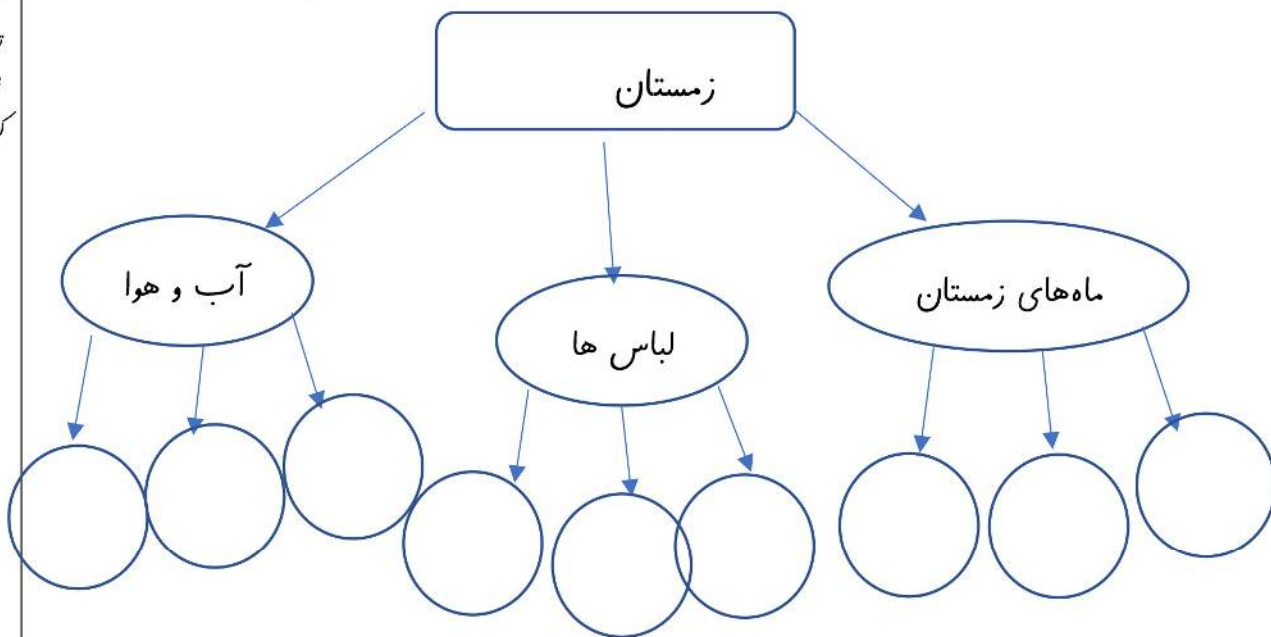 زمستان
ماه‌های زمستان
لباس ها
آب و هوا